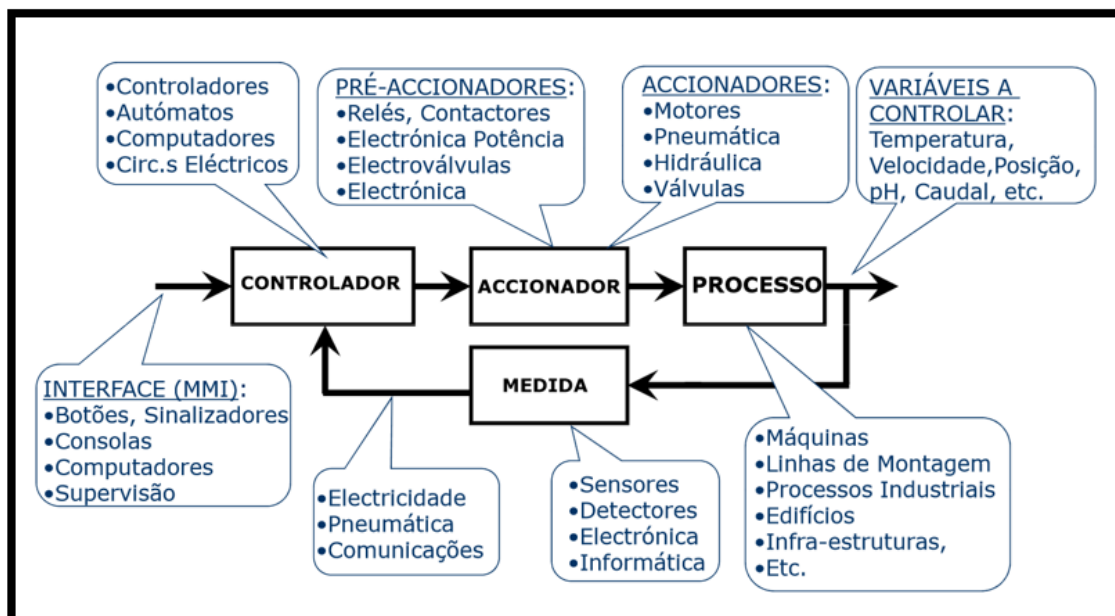 •Controladores
•Autómatos
•Computadores
•Circ.s Eléctricos
PRÉ-ACCIONADORES:
•Relés, Contactores
•Electrónica Potência
•Electroválvulas
•Electrónica
ACCIONADORES:
•Motores
•Pneumática
•Hidráulica
•Válvulas
VARIÁVEIS A
CONTROLAR:
Temperatura,
Velocidade,Posição,
pH, Caudal, etc.
CONTROLADOR
ACCIONADOR
PROCESSO
MEDIDA
INTERFACE (MMI):
•Botões, Sinalizadores
•Consolas
•Computadores
•Supervisão
•Electricidade
•Pneumática
•Comunicações
•Sensores
•Detectores
•Electrónica
•Informática
•Máquinas
•Linhas de Montagem
•Processos Industriais
•Edifícios
•Infra-estruturas,
•Etc.